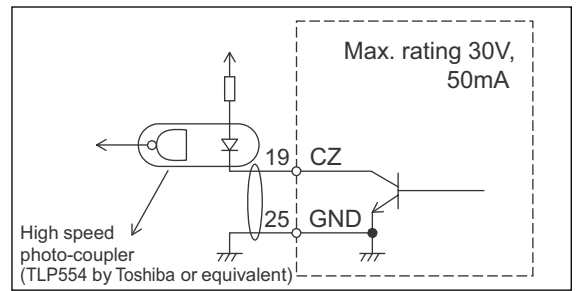 Max. rating 30V,
50mA
19 CZ
25 GND
High speed
photo-coupler
(TLP554 by Toshiba or equivalent)